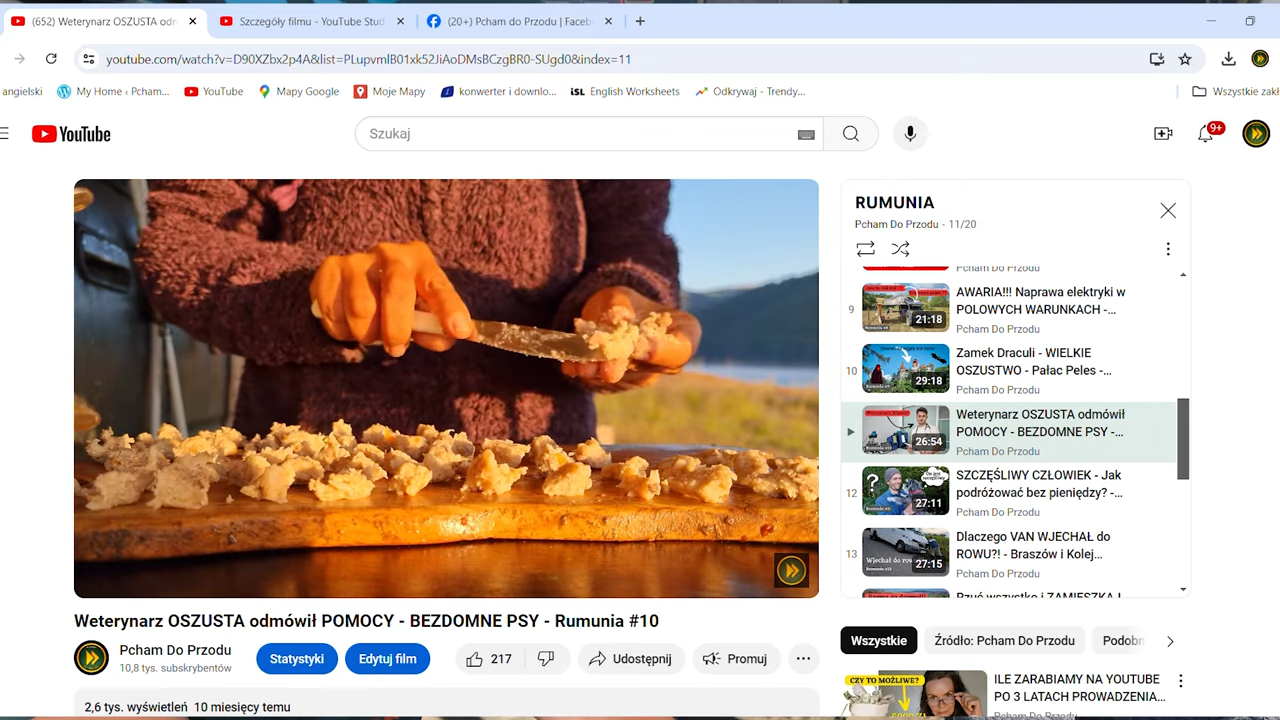 (652) Weterynarz OSZUSTA odm
Szczegóły filmu - YouTube Stud
(20+) Pcham do Przodu | Faceb
youtube.com/watch?v=D90XZbx2p4A&list=PLupvmlB01xk52JiAoDMsBCzgBR0-SUgd0&index=11
angielski
My Home ‹ Pcham...
YouTube
Mapy Google
Moje Mapy
konwerter i downlo...
iSL English Worksheets
Odkrywaj - Trendy...
Wszystkie zakł
YouTube
Szukaj
9+
RUMUNIA
Pcham Do Przodu - 11/20
Pcham Do Przodu
9
21:18
AWARIA!!! Naprawa elektryki w
POLOWYCH WARUNKACH -...
Pcham Do Przodu
10
29:18
Zamek Draculi - WIELKIE
OSZUSTWO - Pałac Peles -...
Pcham Do Przodu
26:54
Weterynarz OSZUSTA odmówił
POMOCY - BEZDOMNE PSY -...
Pcham Do Przodu
12
?
27:11
SZCZĘŚLIWY CZŁOWIEK - Jak
podróżować bez pieniędzy? -...
Pcham Do Przodu
13
Wjechał do row
27:15
Dlaczego VAN WJECHAŁ do
ROWU?! - Braszów i Kolej...
Pcham Do Przodu
Weterynarz OSZUSTA odmówił POMOCY - BEZDOMNE PSY - Rumunia #10
Pcham Do Przodu
10,8 tys. subskrybentów
Statystyki
Edytuj film
217
Udostępnij
Promuj
2,6 tys. wyświetleń 10 miesięcy temu
Wszystkie
Źródło: Pcham Do Przodu
Podobn
CZY TO MOŻLIWE?
ILE ZARABIAMY NA YOUTUBE
PO 3 LATACH PROWADZENIA...
Pcham Do Przodu